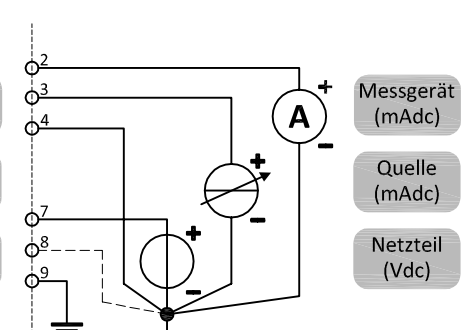 2
3
4
7
8
9
+
A
−
+
−
+
−
Messgerät
(mAdc)
Quelle
(mAdc)
Netzteil
(Vdc)